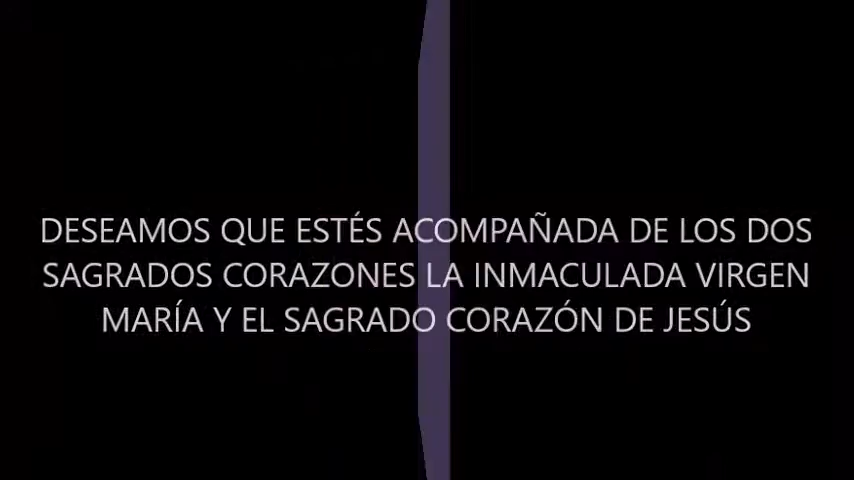 DESEAMOS QUE ESTÉS ACOMPAÑADA DE LOS DOS
SAGRADOS CORAZONES LA INMACULADA VIRGEN
MARÍA Y EL SAGRADO CORAZÓN DE JESÚS